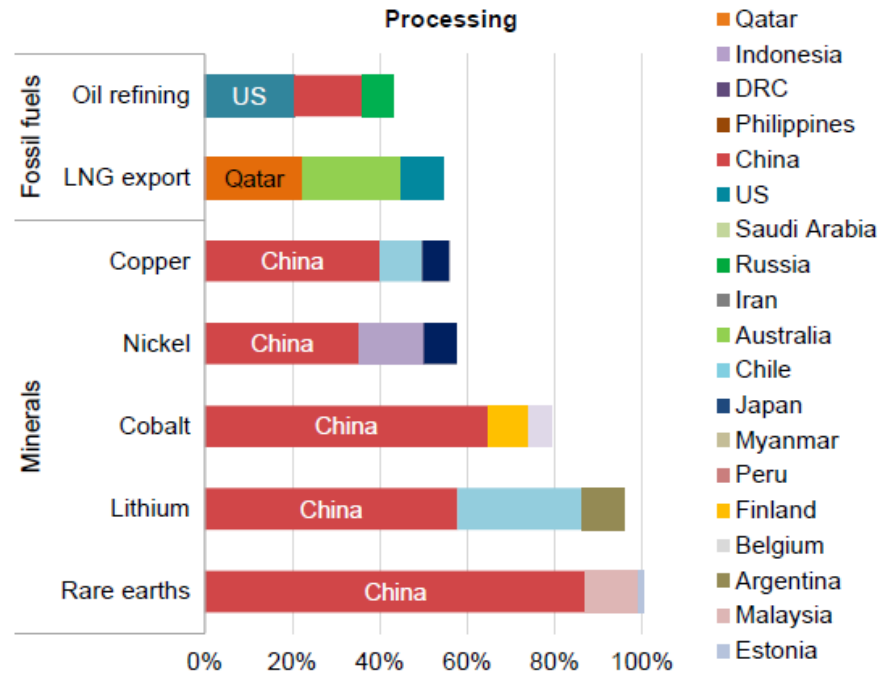 Processing
Fossil fuels
Oil refining
US
LNG export
Qatar
Minerals
Copper
China
Nickel
China
Cobalt
China
Lithium
China
Rare earths
China
0%
20%
40%
60%
80%
100%
Qatar
Indonesia
DRC
Philippines
China
US
Saudi Arabia
Russia
Iran
Australia
Chile
Japan
Myanmar
Peru
Finland
Belgium
Argentina
Malaysia
Estonia